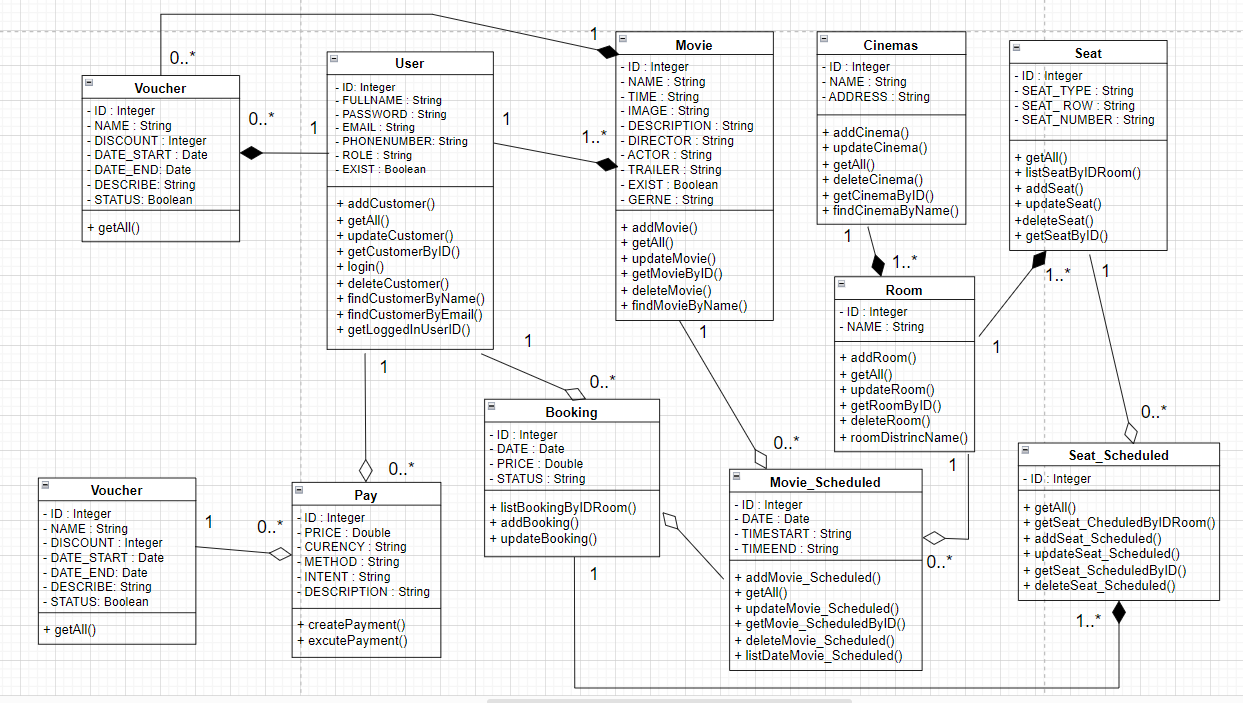 Voucher
- ID : Integer
- NAME : String
- DISCOUNT : Integer
- DATE_START : Date
- DATE_END: Date
- DESCRIBE: String
- STATUS: Boolean
+ getAll()
0..*
0..*
1
User
- ID: Integer
- FULLNAME : String
- PASSWORD : String
- EMAIL : String
- PHONENUMBER: String
- ROLE : String
- EXIST : Boolean
+ addCustomer()
+ getAll()
+ updateCustomer()
+ getCustomerByID()
+ login()
+ deleteCustomer()
+ findCustomerByName()
+ findCustomerByEmail()
+ getLoggedInUserID()
1
1..*
1
Movie
- ID : Integer
- NAME : String
- TIME : String
- IMAGE : String
- DESCRIPTION : String
- DIRECTOR : String
- ACTOR : String
- TRAILER : String
- EXIST : Boolean
- GERNE : String
+ addMovie()
+ getAll()
+ updateMovie()
+ getMovieByID()
+ deleteMovie()
+ findMovieByName()
1
Cinemas
- ID : Integer
- NAME : String
- ADDRESS : String
+ addCinema()
+ updateCinema()
+ getAll()
+ deleteCinema()
+ getCinemaByID()
+ findCinemaByName()
1
1..*
Seat
- ID : Integer
- SEAT_TYPE : String
- SEAT_ ROW : String
- SEAT_NUMBER : String
+ getAll()
+ listSeatByIDRoom()
+ addSeat()
+ updateSeat()
+deleteSeat()
+ getSeatByID()
1..*
1
1
Room
- ID : Integer
- NAME : String
+ addRoom()
+ getAll()
+ updateRoom()
+ getRoomByID()
+ deleteRoom()
+ roomDistrincName()
1
0..*
1
1
0..*
Booking
- ID : Integer
- DATE : Date
- PRICE : Double
- STATUS : String
+ listBookingByIDRoom()
+ addBooking()
+ updateBooking()
1
0..*
Movie_Scheduled
- ID : Integer
- DATE : Date
- TIMESTART : String
- TIMEEND : String
+ addMovie_Scheduled()
+ getAll()
+ updateMovie_Scheduled()
+ getMovie_ScheduledByID()
+ deleteMovie_Scheduled()
+ listDateMovie_Scheduled()
0..*
Seat_Scheduled
- ID : Integer
+ getAll()
+ getSeat_CheduledByIDRoom()
+ addSeat_Scheduled()
+ updateSeat_Scheduled()
+ getSeat_ScheduledByID()
+ deleteSeat_Scheduled()
1..*
Voucher
- ID : Integer
- NAME : String
- DISCOUNT : Integer
- DATE_START : Date
- DATE_END: Date
- DESCRIBE: String
- STATUS: Boolean
+ getAll()
1
0..*
0..*
Pay
- ID : Integer
- PRICE : Double
- CURENCY : String
- METHOD : String
- INTENT : String
- DESCRIPTION : String
+ createPayment()
+ excutePayment()